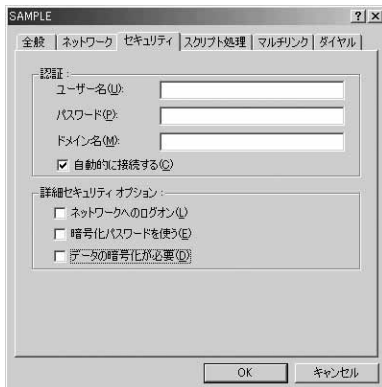 SAMPLE
全般 ネットワーク セキュリティ スクリプト処理 マルチリンク ダイヤル
認証:
ユーザー名(U):
パスワード(P):
ドメイン名(M):
自動的に接続する(C)
詳細セキュリティ オプション:
ネットワークへのログオン(L)
暗号化パスワードを使う(E)
データの暗号化が必要(D)
OK キャンセル